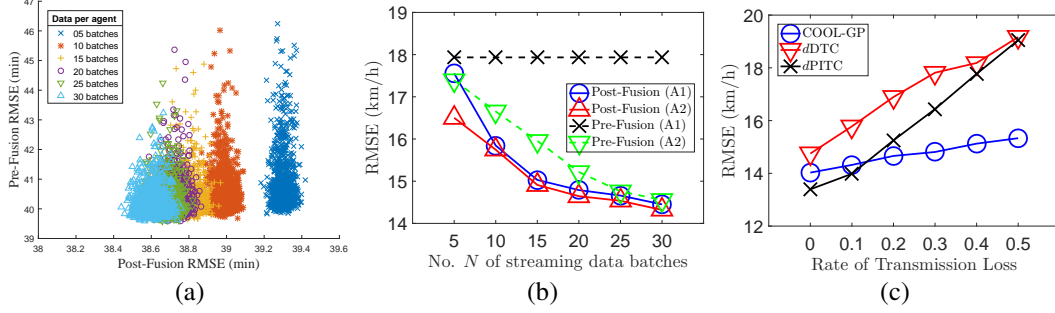 Data per agent
05 batches
10 batches
15 batches
20 batches
25 batches
30 batches
Pre-Fusion RMSE (min)
47
46
45
44
43
42
41
40
39
38 38.2 38.4 38.6 38.8 39 39.2 39.4 39.6
Post-Fusion RMSE (min)
(a)
RMSE (km/h)
19
18
17
16
15
14
Post-Fusion (A1)
Post-Fusion (A2)
Pre-Fusion (A1)
Pre-Fusion (A2)
5 10 15 20 25 30
No. N of streaming data batches
(b)
RMSE (km/h)
20
18
16
14
12
COOL-GP
dDTC
dPITC
0 0.1 0.2 0.3 0.4 0.5
Rate of Transmission Loss
(c)